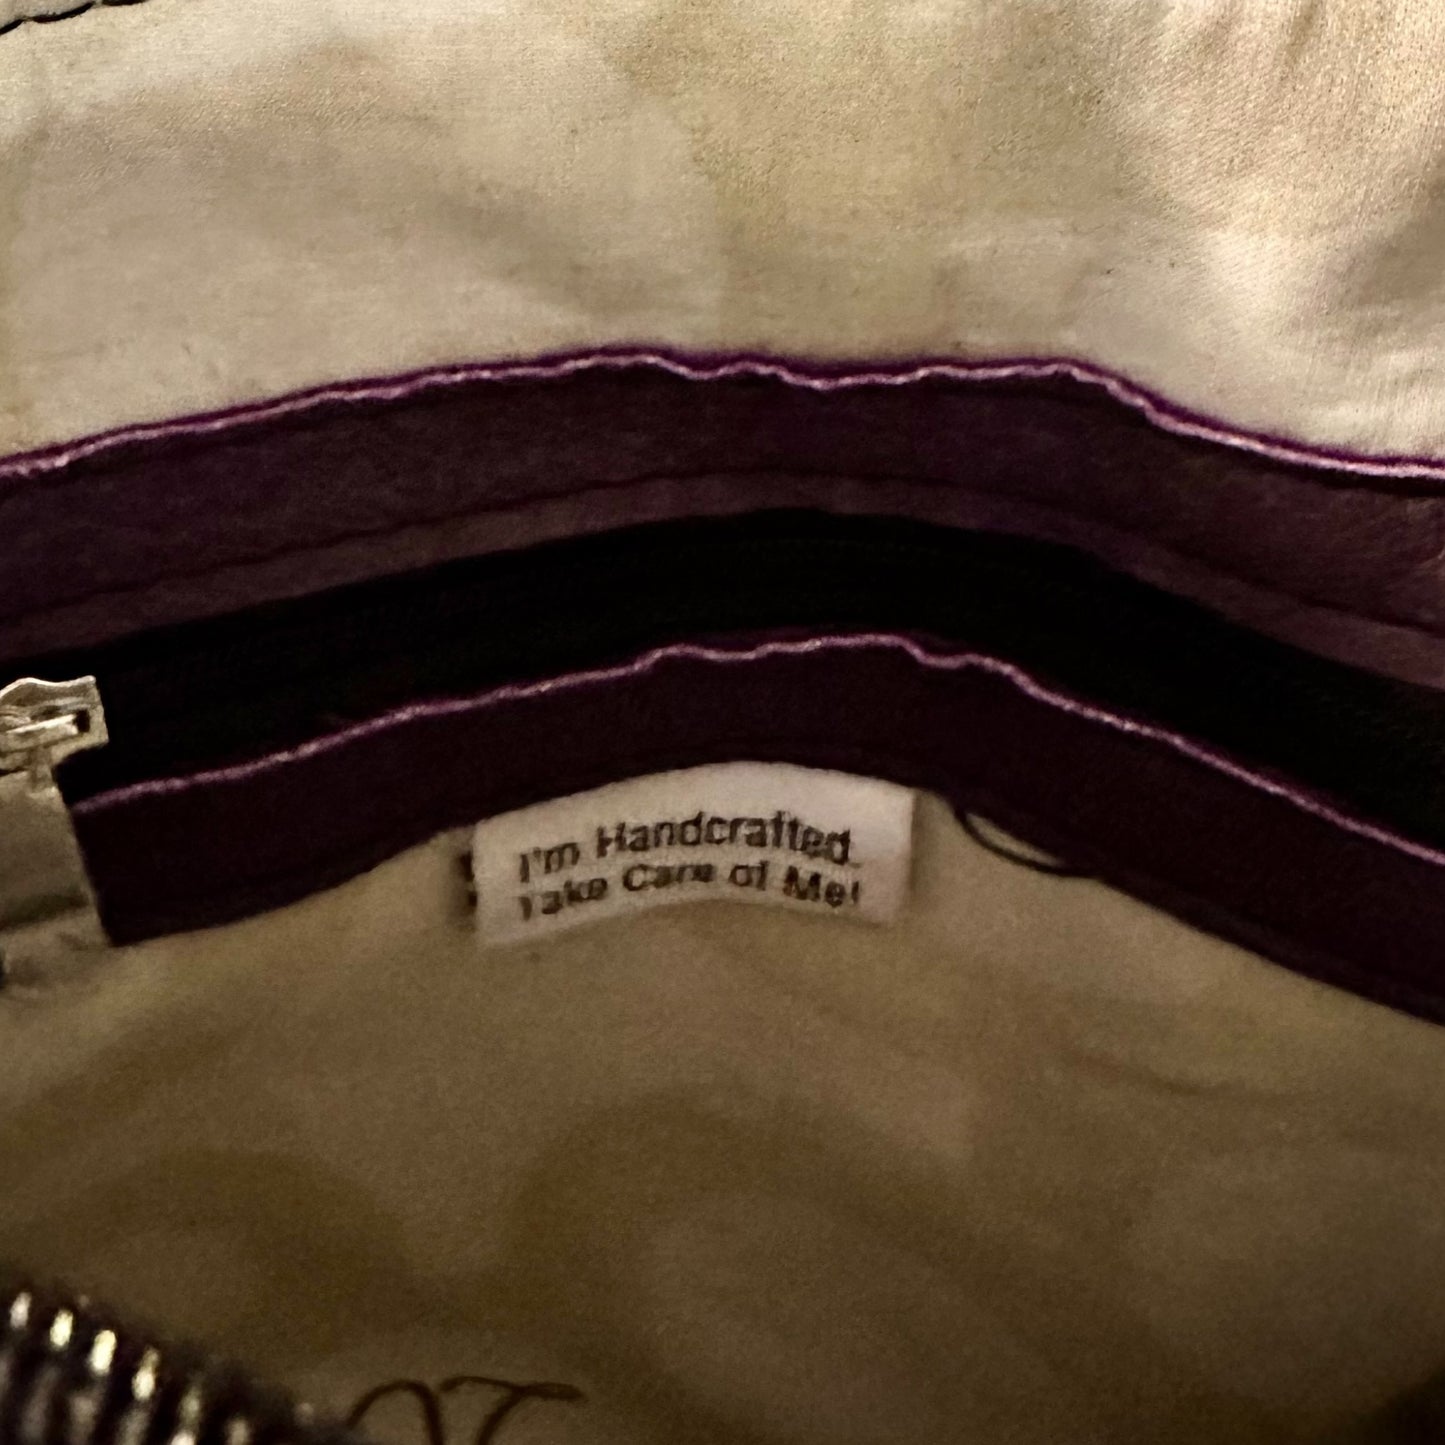 I'm Handcrafted.
Take Care of Me!